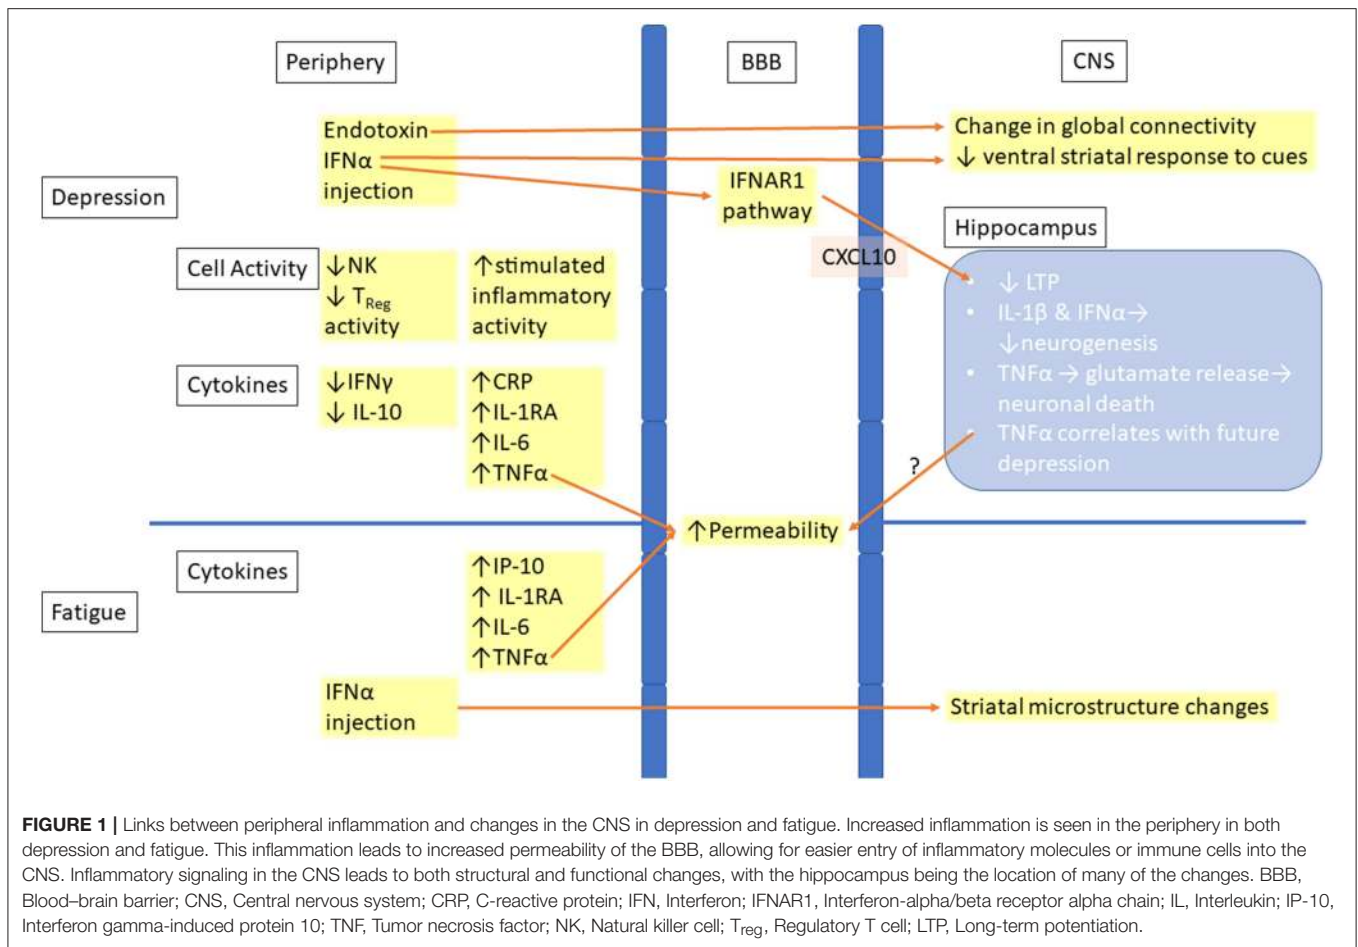 Periphery
BBB
CNS
Endotoxin
IFNα
injection
Change in global connectivity
↓ ventral striatal response to cues
Depression
IFNAR1
pathway
CXCL10
Hippocampus
Cell Activity
↓NK
↓ TReg
activity
↑stimulated
inflammatory
activity
• ↓ LTP
• IL-1β & IFNα→
↓neurogenesis
• TNFα → glutamate release→
neuronal death
• TNFα correlates with future
depression
Cytokines
↓IFNγ
↓ IL-10
↑CRP
↑IL-1RA
↑IL-6
↑TNFα
?
↑Permeability
Fatigue
Cytokines
↑IP-10
↑ IL-1RA
↑IL-6
↑TNFα
IFNα
injection
Striatal microstructure changes
FIGURE 1 | Links between peripheral inflammation and changes in the CNS in depression and fatigue. Increased inflammation is seen in the periphery in both
depression and fatigue. This inflammation leads to increased permeability of the BBB, allowing for easier entry of inflammatory molecules or immune cells into the
CNS. Inflammatory signaling in the CNS leads to both structural and functional changes, with the hippocampus being the location of many of the changes. BBB,
Blood–brain barrier; CNS, Central nervous system; CRP, C-reactive protein; IFN, Interferon; IFNAR1, Interferon-alpha/beta receptor alpha chain; IL, Interleukin; IP-10,
Interferon gamma-induced protein 10; TNF, Tumor necrosis factor; NK, Natural killer cell; Treg, Regulatory T cell; LTP, Long-term potentiation.